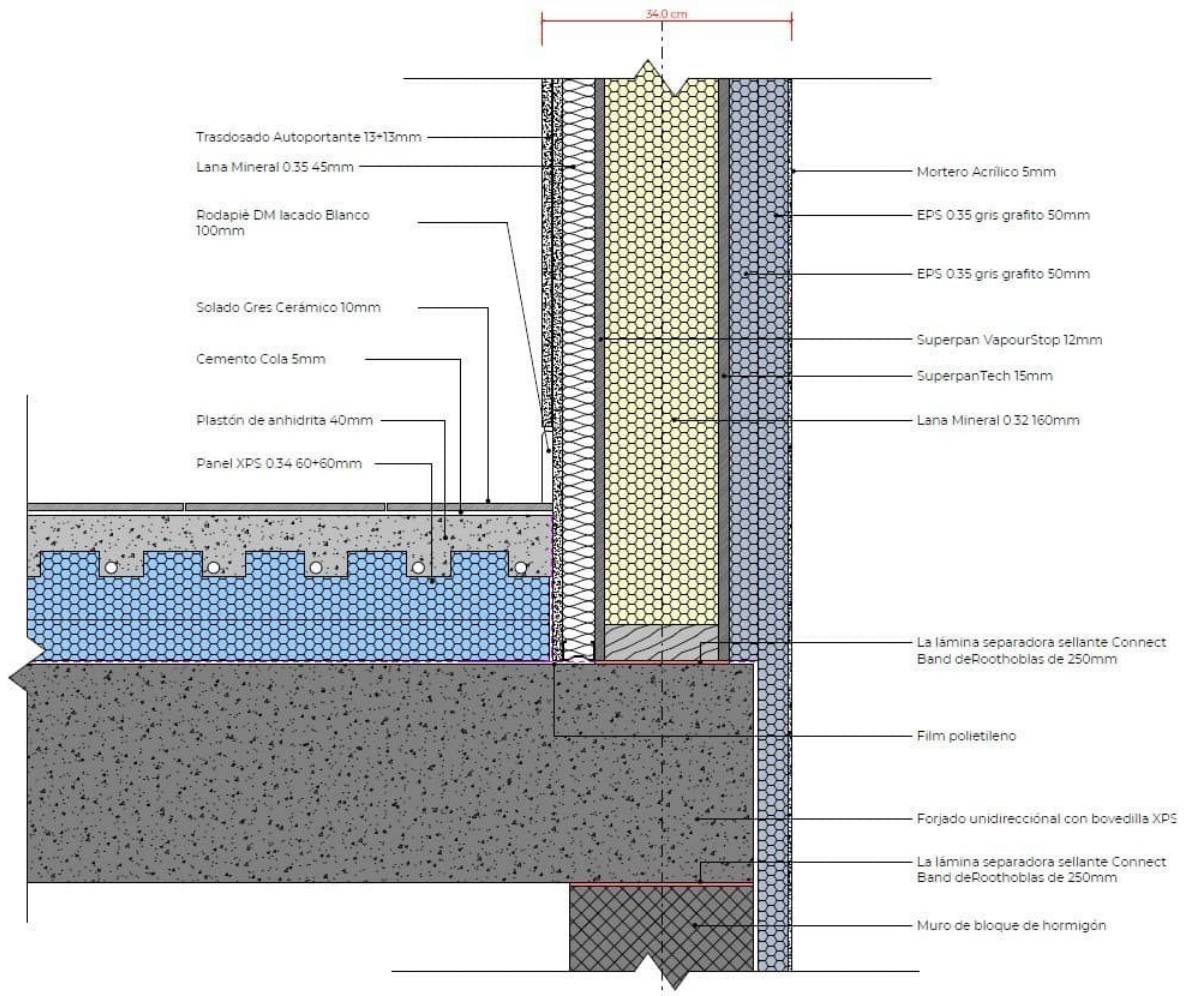 34.0 cm
Trasdosado Autoportante 13+13mm
Lana Mineral 0.35 45mm
Rodapié DM lacado Blanco
100mm
Solado Gres Cerámico 10mm
Cemento Cola 5mm
Plastón de anhidrita 40mm
Panel XPS 0.34 60+60mm
Mortero Acrílico 5mm
EPS 0.35 gris grafito 50mm
EPS 0.35 gris grafito 50mm
Superpan VapourStop 12mm
SuperpanTech 15mm
Lana Mineral 0.32 160mm
La lámina separadora sellante Connect
Band deRoothoblas de 250mm
Film polietileno
Forjado unidirecciónal con bovedilla XPS
La lámina separadora sellante Connect
Band deRoothoblas de 250mm
Muro de bloque de hormigón